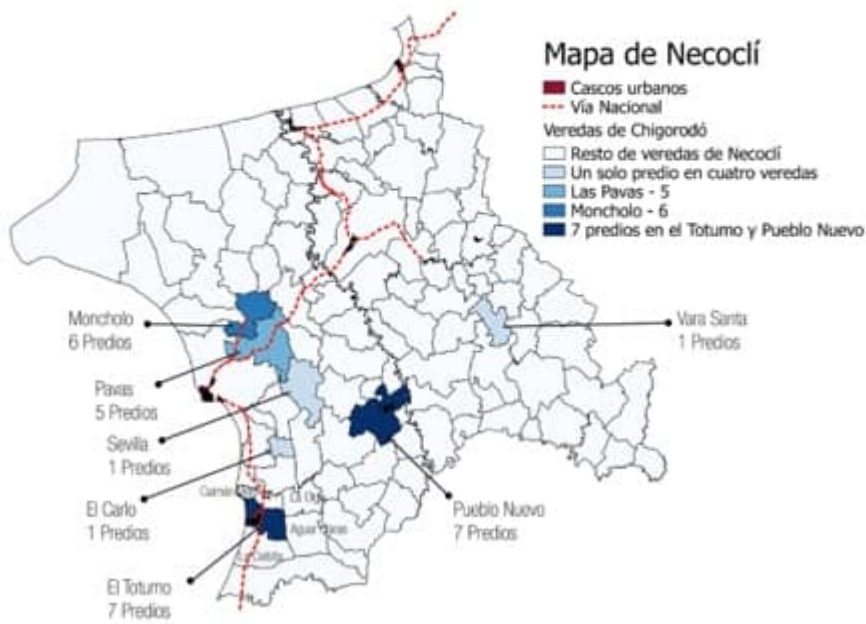 Mapa de Necoclí
Cascos urbanos
Vía Nacional
Veredas de Chigorodó
Resto de veredas de Necoclí
Un solo predio en cuatro veredas
Las Pavas - 5
Moncholo - 6
7 predios en el Totumo y Pueblo Nuevo
Moncholo
6 Predios
Vara Santa
1 Predios
Pavas
5 Predios
Sevilla
1 Predios
El Carlo
1 Predios
Pueblo Nuevo
7 Predios
El Totumo
7 Predios